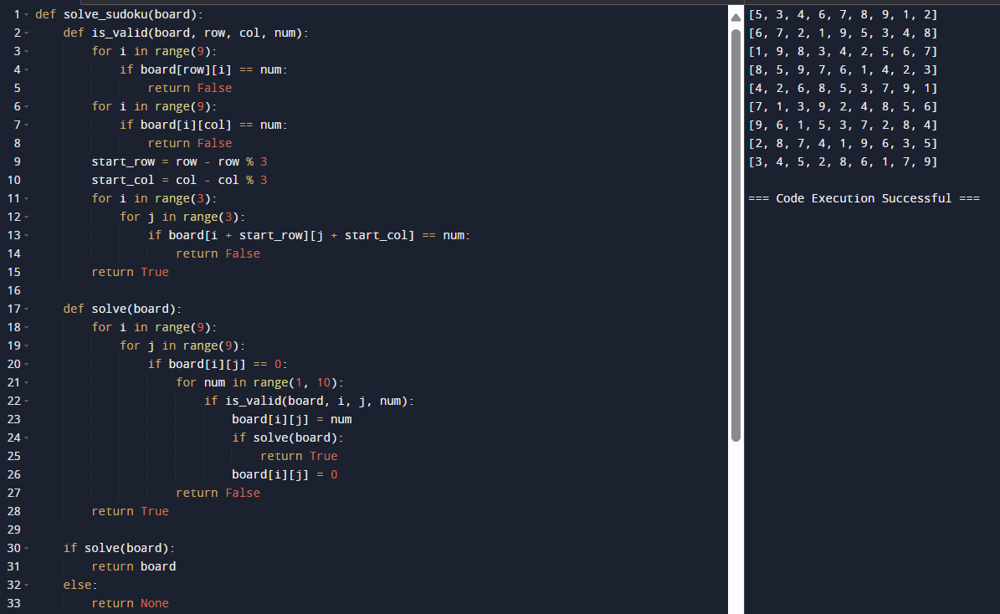 1 def solve_sudoku(board):
2     def is_valid(board, row, col, num):
3         for i in range(9):
4             if board[row][i] == num:
5                 return False
6         for i in range(9):
7             if board[i][col] == num:
8                 return False
9         start_row = row - row % 3
10         start_col = col - col % 3
11         for i in range(3):
12             for j in range(3):
13                 if board[i + start_row][j + start_col] == num:
14                     return False
15         return True
16
17     def solve(board):
18         for i in range(9):
19             for j in range(9):
20                 if board[i][j] == 0:
21                     for num in range(1, 10):
22                         if is_valid(board, i, j, num):
23                             board[i][j] = num
24                             if solve(board):
25                                 return True
26                             board[i][j] = 0
27                     return False
28         return True
29
30     if solve(board):
31         return board
32     else:
33         return None
[5, 3, 4, 6, 7, 8, 9, 1, 2]
[6, 7, 2, 1, 9, 5, 3, 4, 8]
[1, 9, 8, 3, 4, 2, 5, 6, 7]
[8, 5, 9, 7, 6, 1, 4, 2, 3]
[4, 2, 6, 8, 5, 3, 7, 9, 1]
[7, 1, 3, 9, 2, 4, 8, 5, 6]
[9, 6, 1, 5, 3, 7, 2, 8, 4]
[2, 8, 7, 4, 1, 9, 6, 3, 5]
[3, 4, 5, 2, 8, 6, 1, 7, 9]
=== Code Execution Successful ===